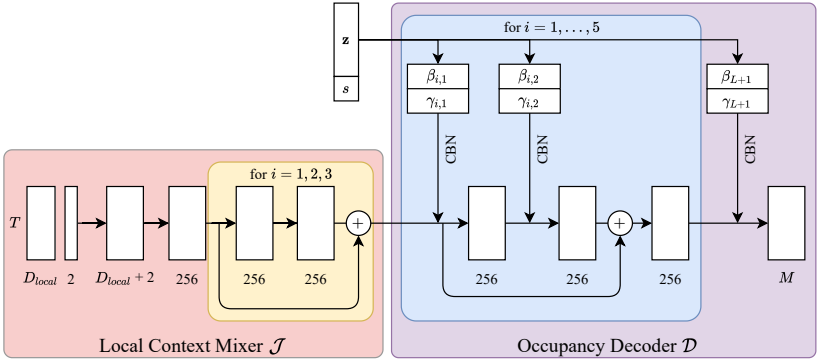 z
s
for i = 1, . . . , 5
β_{i,1}
γ_{i,1}
β_{i,2}
γ_{i,2}
β_{L+1}
γ_{L+1}
CBN
CBN
CBN
for i = 1, 2, 3
T
+
+
D_{local}
2
D_{local} + 2
256
256
256
256
256
256
M
Local Context Mixer 𝒥
Occupancy Decoder 𝒟